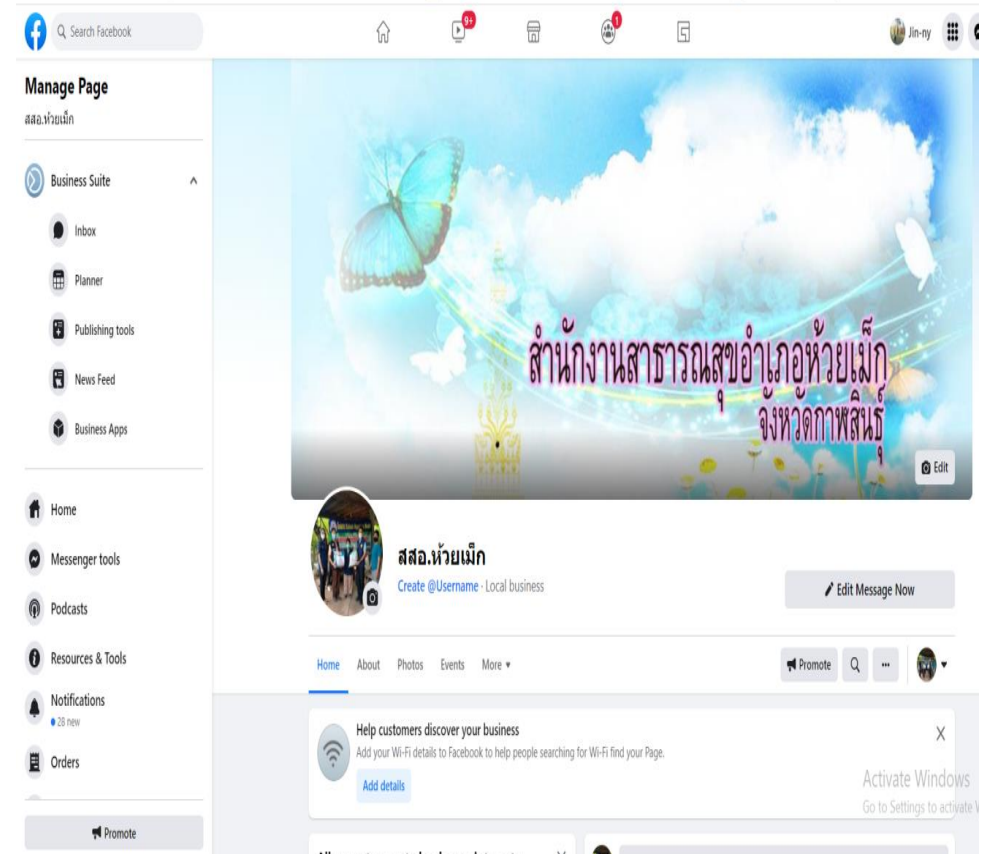 Search Facebook
9+
1
Jin-ny
Manage Page
สสอ.ห้วยเม็ก
Business Suite
Inbox
Planner
Publishing tools
News Feed
Business Apps
Home
Messenger tools
Podcasts
Resources & Tools
Notifications
28 new
Orders
Promote
สำนักงานสาธารณสุขอำเภอห้วยเม็ก
จังหวัดกาฬสินธุ์
Edit
สสอ.ห้วยเม็ก
Create @Username · Local business
Edit Message Now
Home About Photos Events More
Promote
Help customers discover your business
Add your Wi-Fi details to Facebook to help people searching for Wi-Fi find your Page.
Add details
Activate Windows
Go to Settings to activate